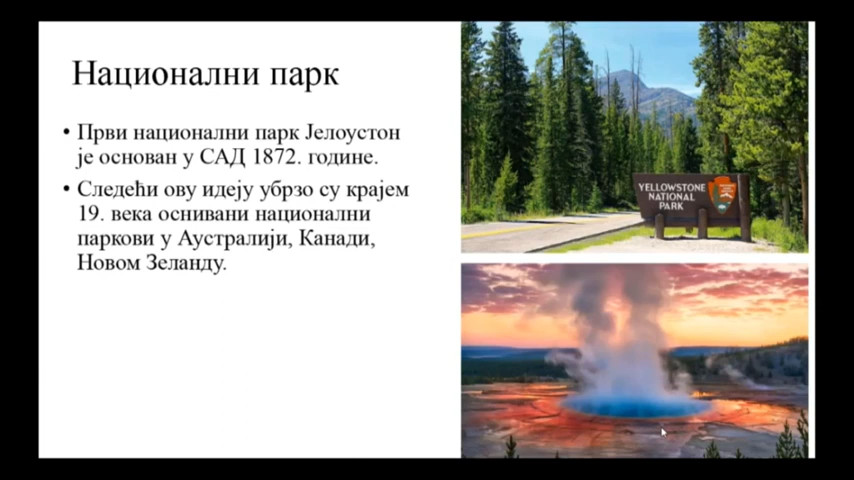 Национални парк
• Први национални парк Јелоустон
је основан у САД 1872. године.
• Следећи ову идеју убрзо су крајем
19. века оснивани национални
паркови у Аустралији, Канади,
Новом Зеланду.
YELLOWSTONE
NATIONAL
PARK